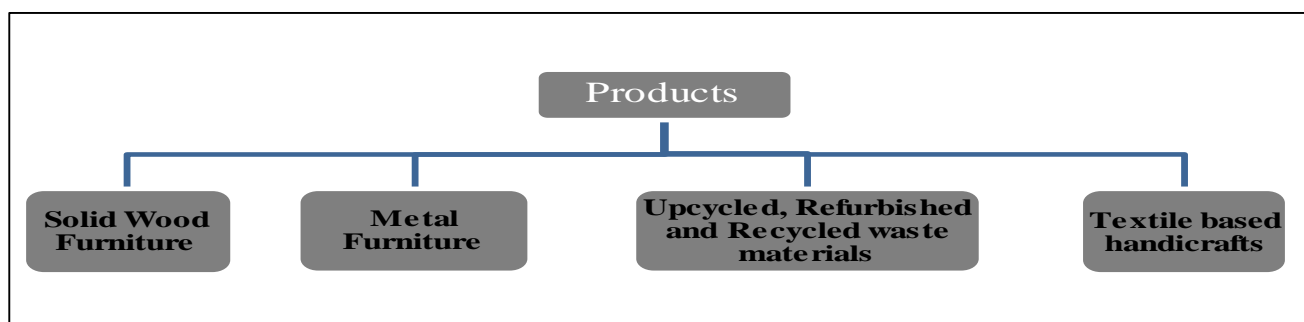 Products
Solid Wood
Furniture
Metal
Furniture
Upcycled, Refurbished
and Recycled waste
materials
Textile based
handicrafts